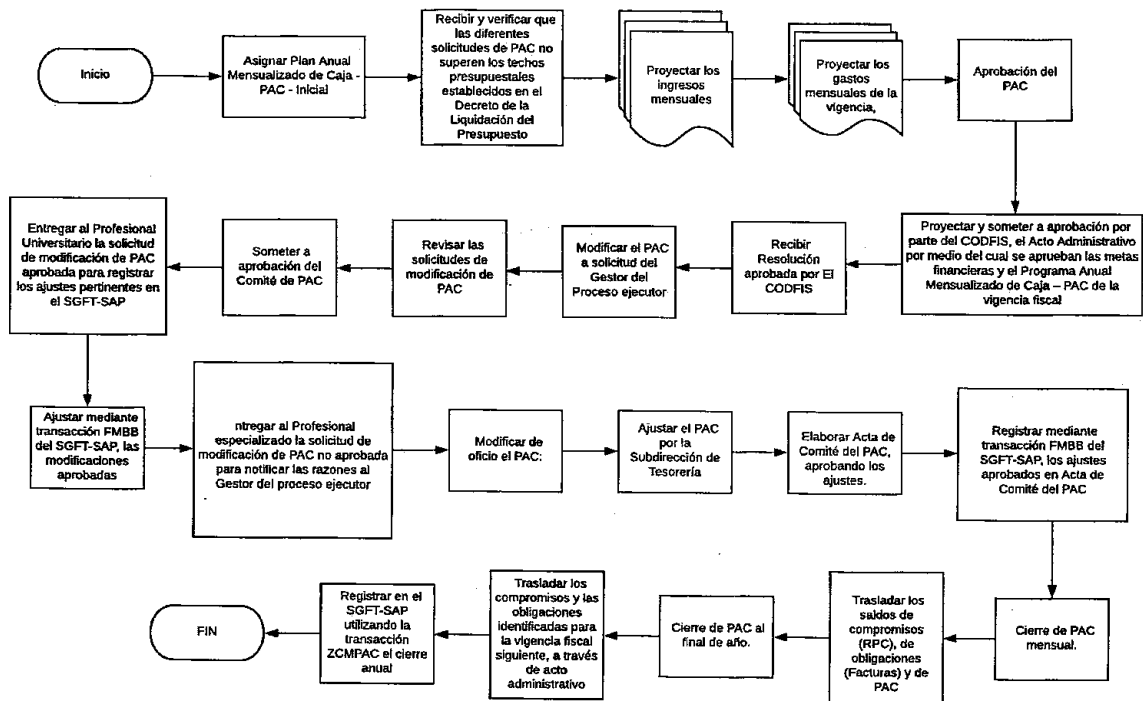 Inicio
Asignar Plan Anual
Mensualizado de Caja -
PAC - Inicial
Recibir y verificar que
las diferentes
solicitudes de PAC no
superen los techos
presupuestales
establecidos en el
Decreto de la
Liquidación del
Presupuesto
Proyectar los
ingresos mensuales
Proyectar los
gastos
mensuales de la
vigencia,
Aprobación del
PAC
Proyectar y someter a aprobación por
parte del CODFIS, el Acto Administrativo
por medio del cual se aprueban las metas
financieras y el Programa Anual
Mensualizado de Caja – PAC de la
vigencia fiscal
Recibir
Resolución
aprobada por El
CODFIS
Modificar el PAC
a solicitud del
Gestor del
Proceso ejecutor
Revisar las
solicitudes de
modificación de
PAC
Someter a
aprobación del
Comité de PAC
Entregar al Profesional
Universitario la solicitud
de modificación de PAC
aprobada para registrar
los ajustes pertinentes en
el SGFT-SAP
Ajustar mediante
transacción FMBB
del SGFT-SAP, las
modificaciones
aprobadas
ntregar al Profesional
especializado la solicitud de
modificación de PAC no aprobada
para notificar las razones al
Gestor del proceso ejecutor
Modificar de
oficio el PAC:
Ajustar el PAC
por la
Subdirección de
Tesorería
Elaborar Acta de
Comité del PAC,
aprobando los
ajustes.
Registrar mediante
transacción FMBB del
SGFT-SAP, los ajustes
aprobados en Acta de
Comité del PAC
Cierre de PAC
mensual.
Trasladar los
saldos de
compromisos
(RPC), de
obligaciones
(Facturas) y de
PAC
Cierre de PAC al
final de año.
Trasladar los
compromisos y las
obligaciones
identificadas para
la vigencia fiscal
siguiente, a través
de acto
administrativo
Registrar en el
SGFT-SAP
utilizando la
transacción
ZCMPAC el cierre
anual
FIN